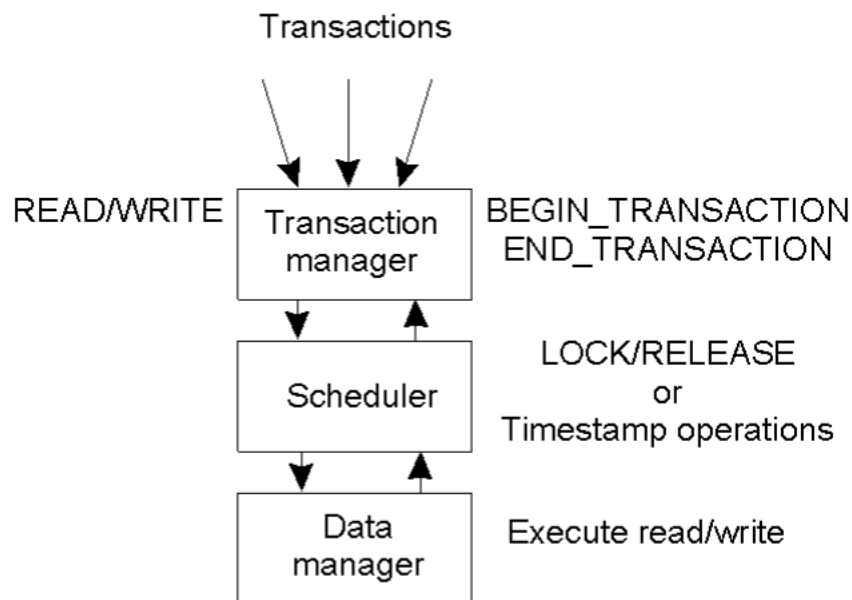 Transactions
READ/WRITE
Transaction
manager
BEGIN_TRANSACTION
END_TRANSACTION
Scheduler
LOCK/RELEASE
or
Timestamp operations
Data
manager
Execute read/write